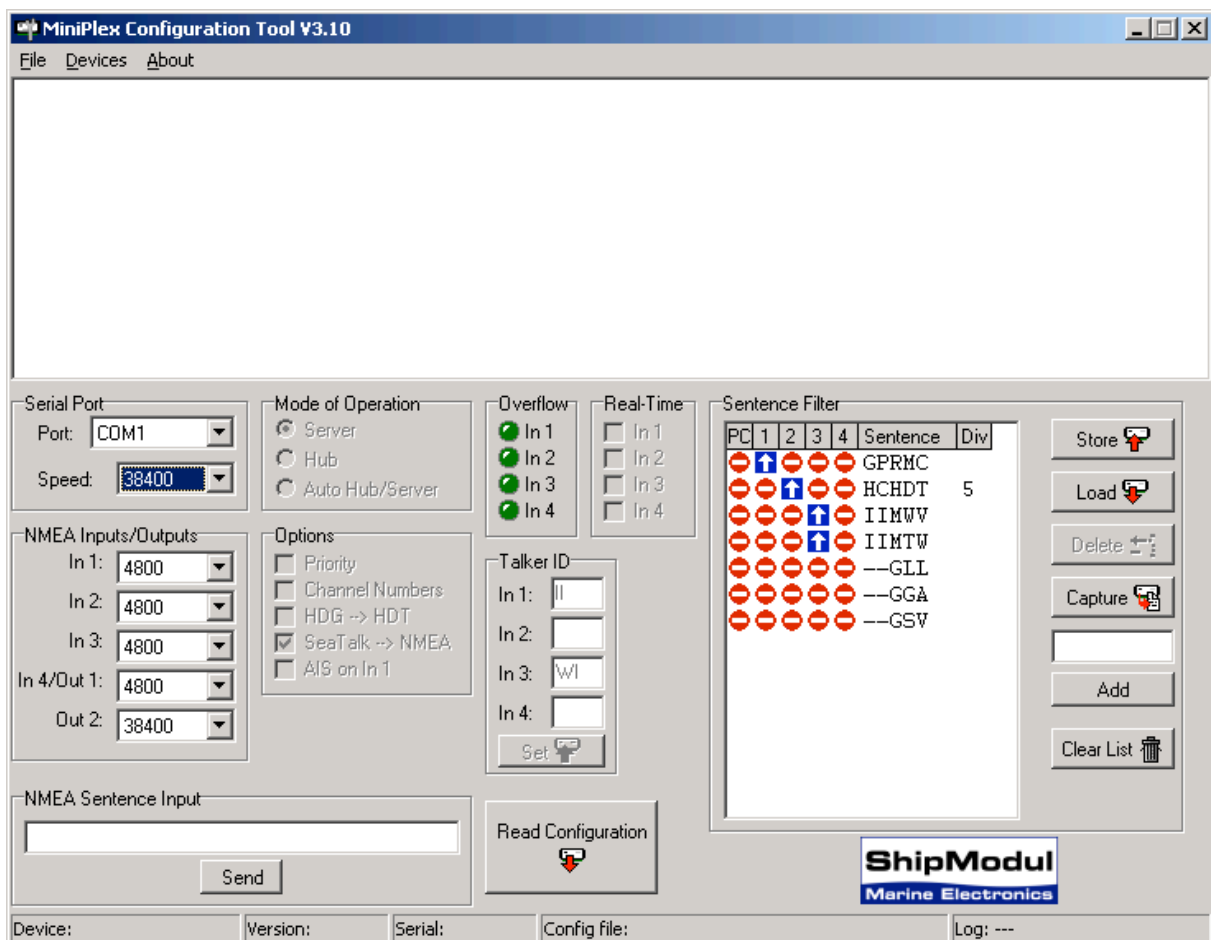 MiniPlex Configuration Tool V3.10
File Devices About
Serial Port
Port: COM1
Speed: 38400
Mode of Operation
Server
Hub
Auto Hub/Server
Overflow
In 1
In 2
In 3
In 4
Real-Time
In 1
In 2
In 3
In 4
NMEA Inputs/Outputs
In 1: 4800
In 2: 4800
In 3: 4800
In 4/Out 1: 4800
Out 2: 38400
Options
Priority
Channel Numbers
HDG --> HDT
SeaTalk --> NMEA
AIS on In 1
Talker ID
In 1: II
In 2:
In 3: WI
In 4:
Set
Sentence Filter
PC 1 2 3 4 Sentence Div
GPRMC
HCHDT 5
IIMWV
IIMTW
--GLL
--GGA
--GSV
Store
Load
Delete
Capture
Add
Clear List
NMEA Sentence Input
Send
Read Configuration
ShipModul
Marine Electronics
Device: Version: Serial: Config file: Log: ---